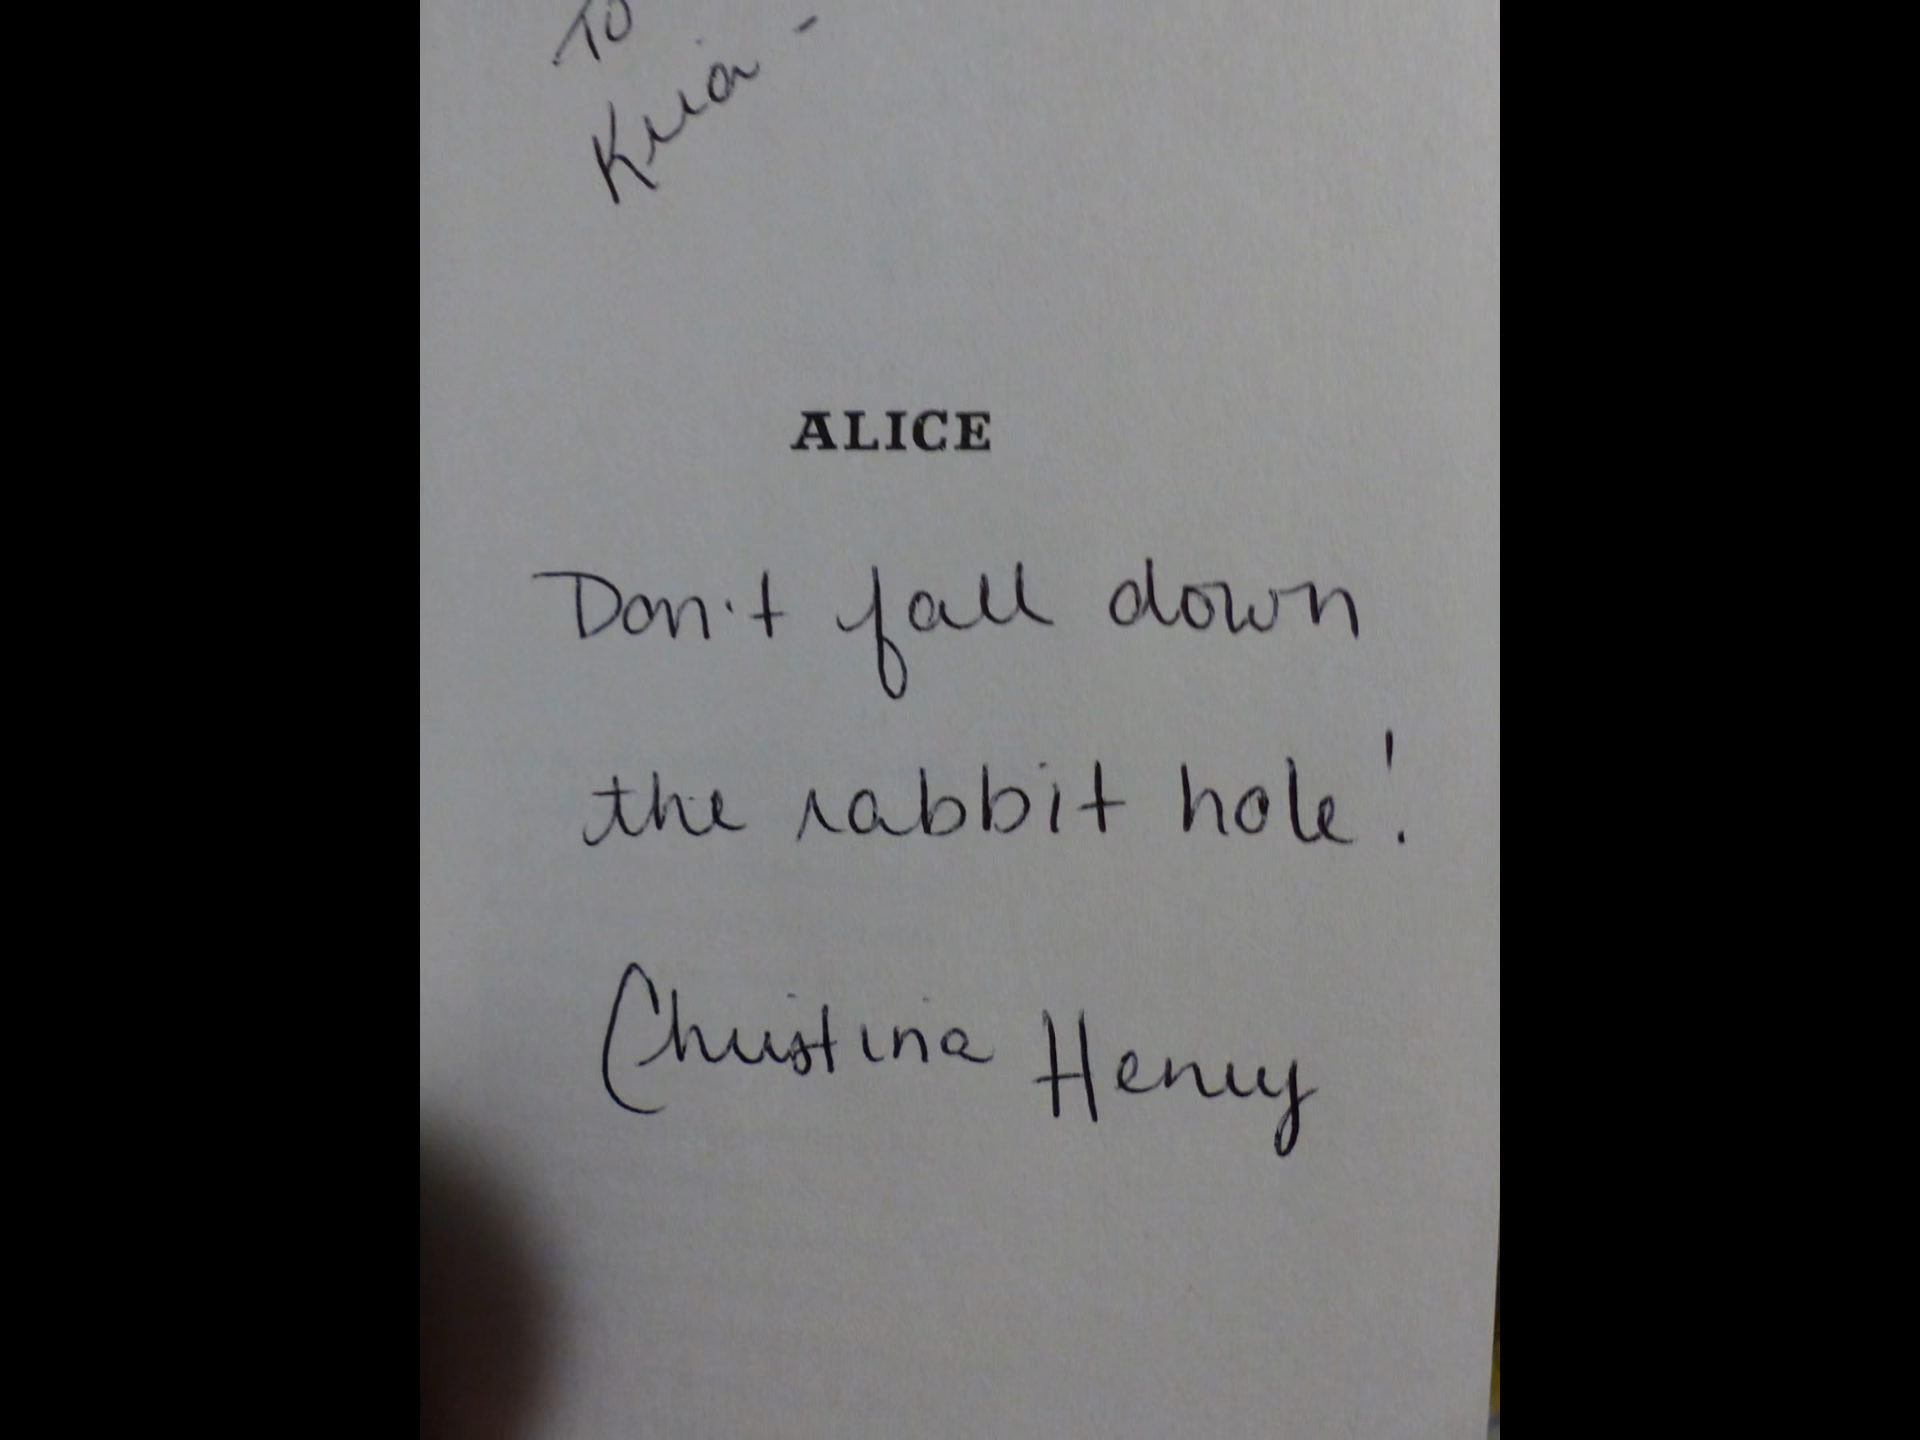 To
ALICE
Don't fall down
the rabbit hole!
Christina Henry